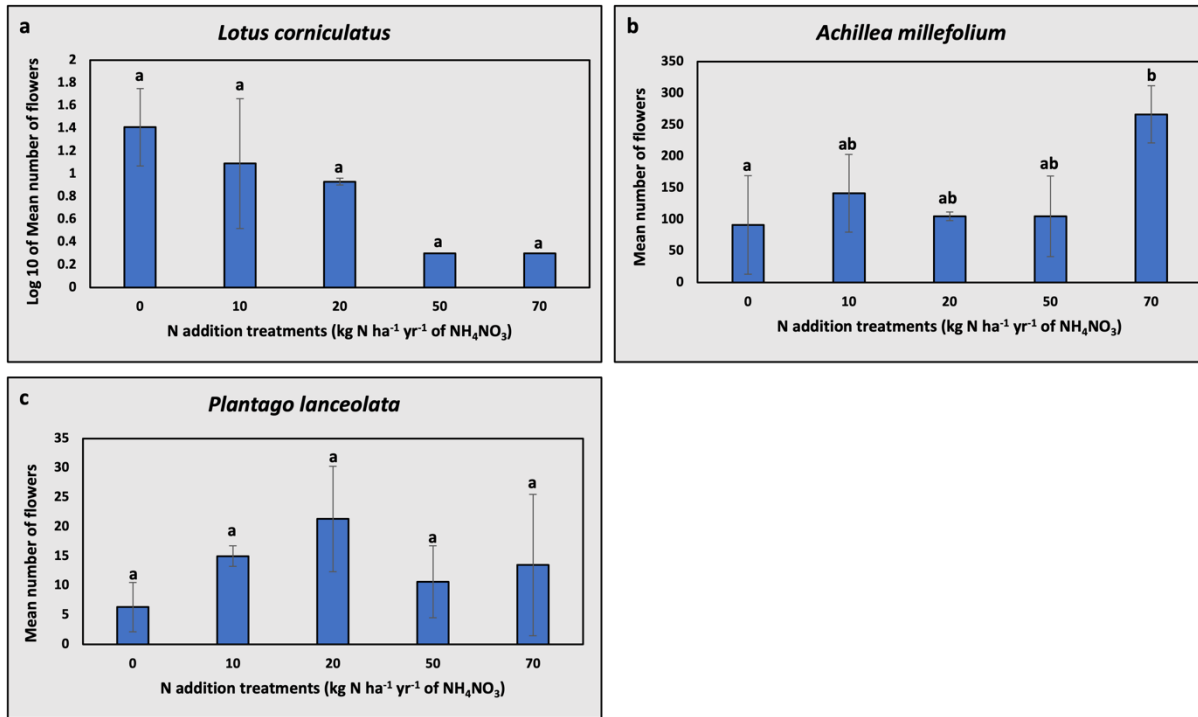 a
Lotus corniculatus
Log 10 of Mean number of flowers
2
1.8
1.6
1.4
1.2
1
0.8
0.6
0.4
0.2
0
a
a
a
a
a
0 10 20 50 70
N addition treatments (kg N ha⁻¹ yr⁻¹ of NH₄NO₃)
b
Achillea millefolium
Mean number of flowers
350
300
250
200
150
100
50
0
a
ab
ab
ab
b
0 10 20 50 70
N addition treatments (kg N ha⁻¹ yr⁻¹ of NH₄NO₃)
c
Plantago lanceolata
Mean number of flowers
35
30
25
20
15
10
5
0
a
a
a
a
a
0 10 20 50 70
N addition treatments (kg N ha⁻¹ yr⁻¹ of NH₄NO₃)